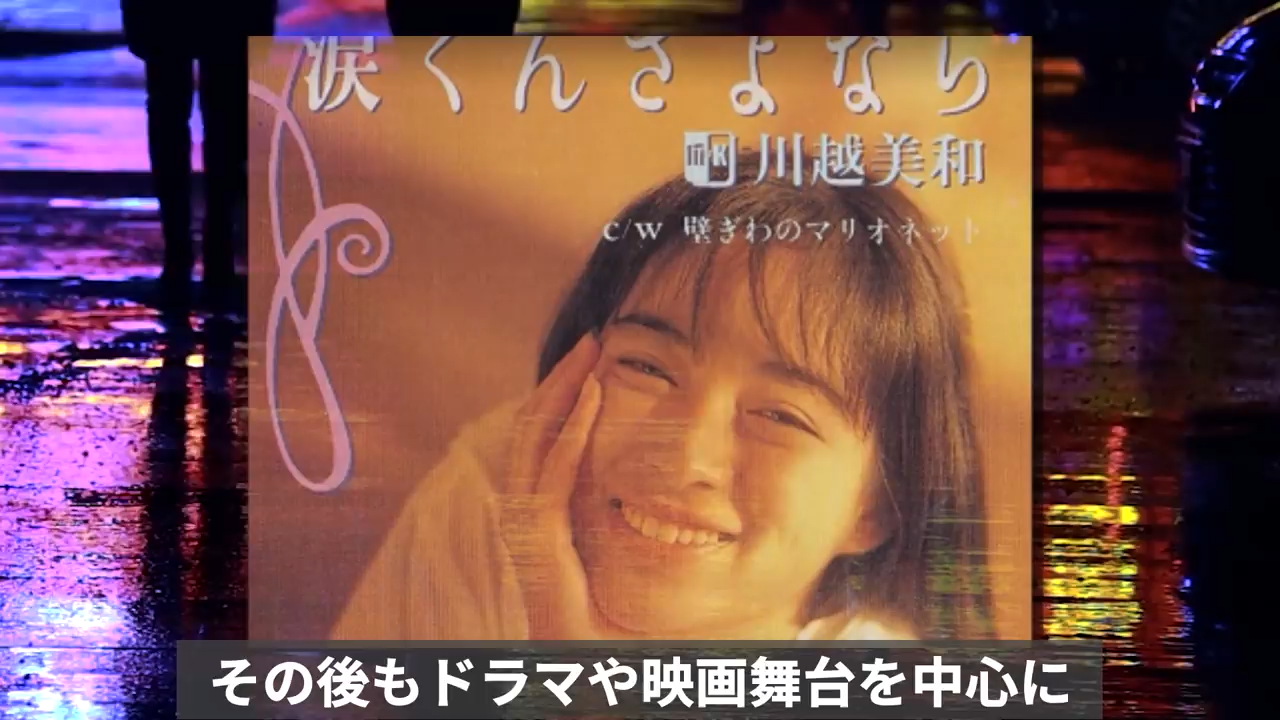 涙くんさよなら
川越美和
c/w 壁ぎわのマリオネット
その後もドラマや映画舞台を中心に